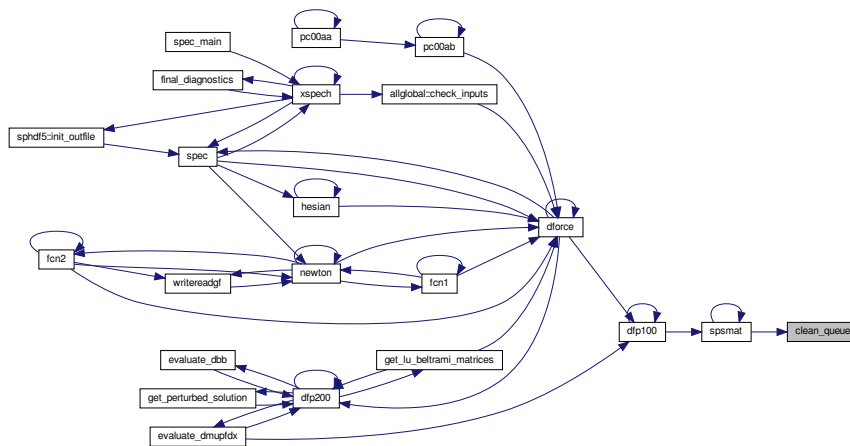 pc00aa
spec_main
pc00ab
final_diagnostics
xspech
allglobal::check_inputs
sphdf5::init_outfile
spec
hesian
dforce
fcn2
newton
fcn1
writereadgf
dfp100
spsmat
clean_queue
evaluate_dbb
get_lu_beltrami_matrices
get_perturbed_solution
dfp200
evaluate_dmupfdx